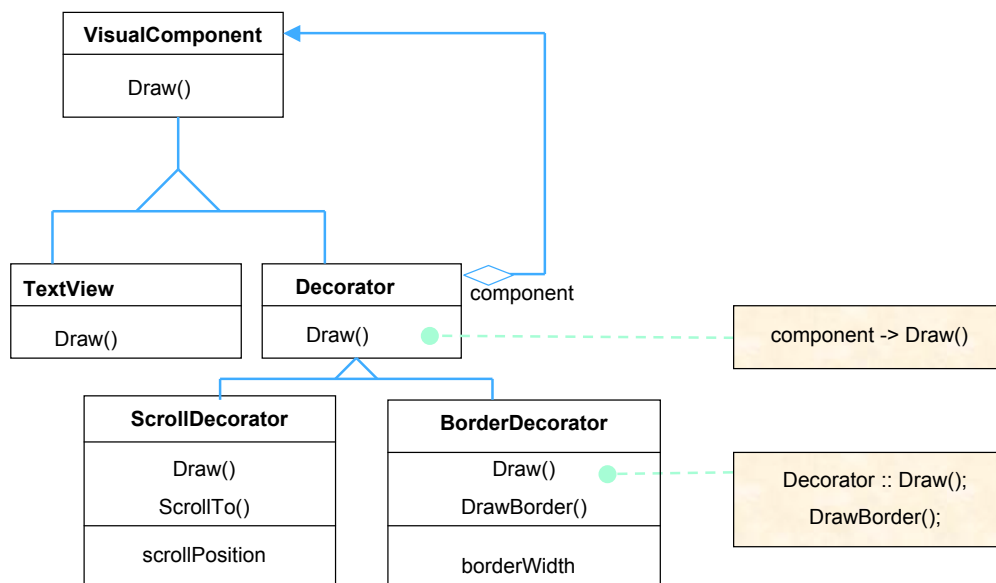 VisualComponent
Draw()
TextView
Draw()
Decorator
Draw()
component
component -> Draw()
ScrollDecorator
Draw()
ScrollTo()
scrollPosition
BorderDecorator
Draw()
DrawBorder()
borderWidth
Decorator :: Draw();
DrawBorder();